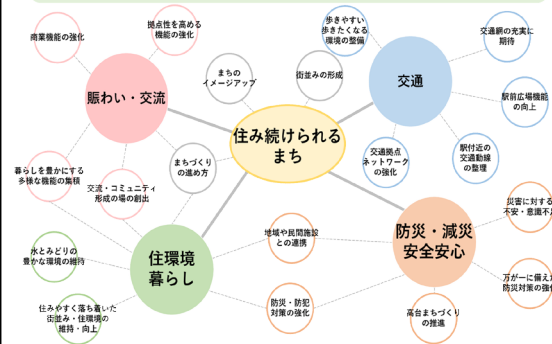 商業機能の強化
拠点性を高める
機能の強化
賑わい・交流
暮らしを豊かにする
多様な機能の集積
交流・コミュニティ
形成の場の創出
まちの
イメージアップ
街並みの形成
まちづくり
の進め方
住み続けられる
まち
歩きやすい
歩きたくなる
環境の整備
交通
交通網の充実に
期待
駅前広場機能
の向上
駅付近の
交通動線
の整理
交通拠点
ネットワーク
の強化
住環境
暮らし
水とみどりの
豊かな環境の維持
住みやすく落ち着いた
街並み・住環境の
維持・向上
地域や民間施設
との連携
防災・防犯
対策の強化
防災・減災
安全安心
災害に対する
不安・意識不足
万が一に備えた
防災対策の強化
高台まちづくり
の推進